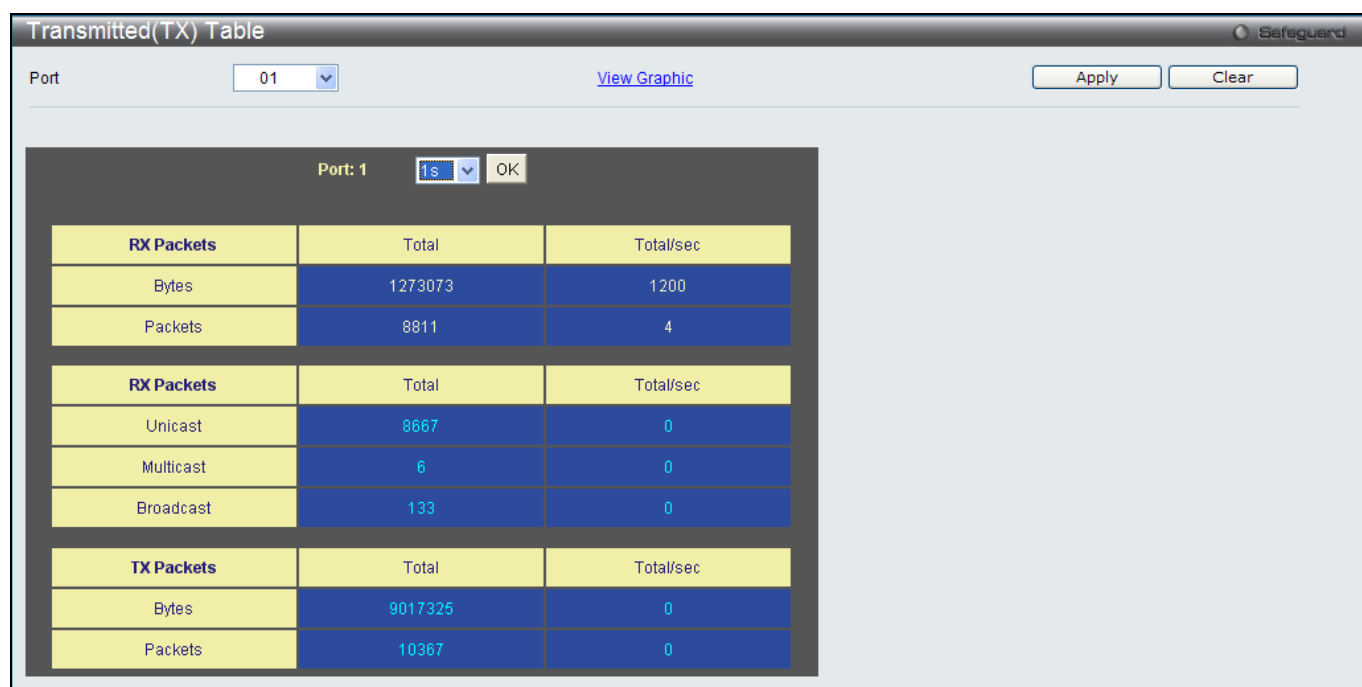 Transmitted(TX) Table Safeguard
Port 01 View Graphic Apply Clear
Port: 1 1s OK
RX Packets Total Total/sec
Bytes 1273073 1200
Packets 8811 4
RX Packets Total Total/sec
Unicast 8667 0
Multicast 6 0
Broadcast 133 0
TX Packets Total Total/sec
Bytes 9017325 0
Packets 10367 0